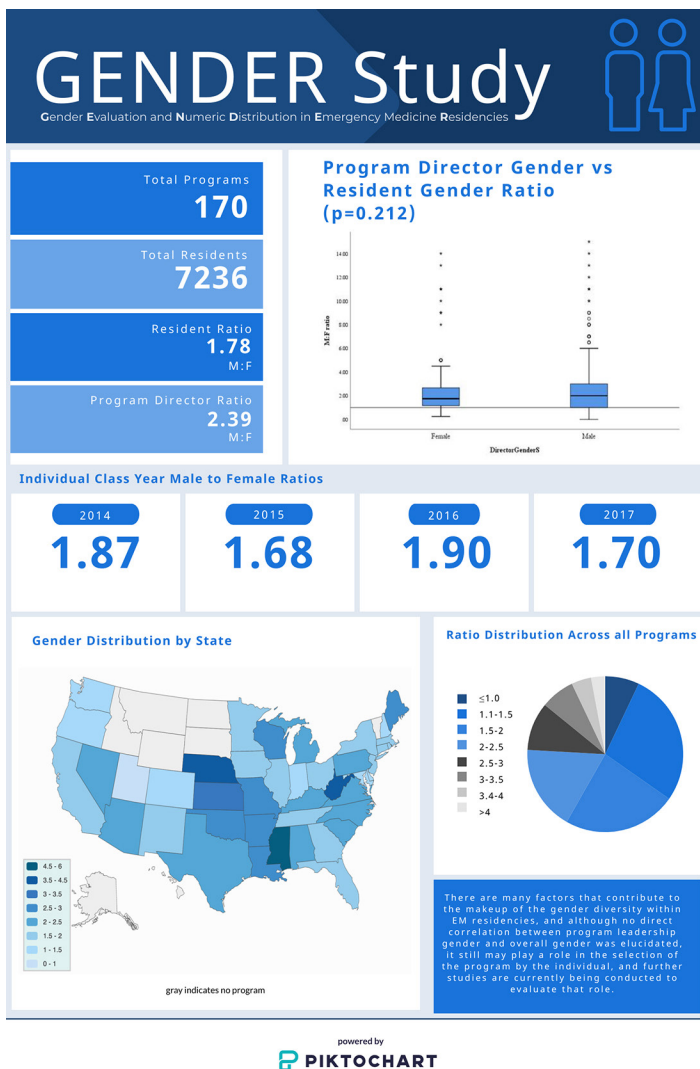 GENDER Study
Gender Evaluation and Numeric Distribution in Emergency Medicine Residencies
Total Programs
170
Total Residents
7236
Resident Ratio
1.78
M:F
Program Director Ratio
2.39
M:F
Program Director Gender vs
Resident Gender Ratio
(p=0.212)
M:F ratio
14.00
12.00
10.00
8.00
6.00
4.00
2.00
.00
Female
Male
DirectorGenderS
Individual Class Year Male to Female Ratios
2014
1.87
2015
1.68
2016
1.90
2017
1.70
Gender Distribution by State
4.5 - 6
3.5 - 4.5
3 - 3.5
2.5 - 3
2 - 2.5
1.5 - 2
1 - 1.5
0 - 1
gray indicates no program
Ratio Distribution Across all Programs
≤1.0
1.1-1.5
1.5-2
2-2.5
2.5-3
3-3.5
3.4-4
>4
There are many factors that contribute to
the makeup of the gender diversity within
EM residencies, and although no direct
correlation between program leadership
gender and overall gender was elucidated,
it still may play a role in the selection of
the program by the individual, and further
studies are currently being conducted to
evaluate that role.
powered by
PIKTOCHART